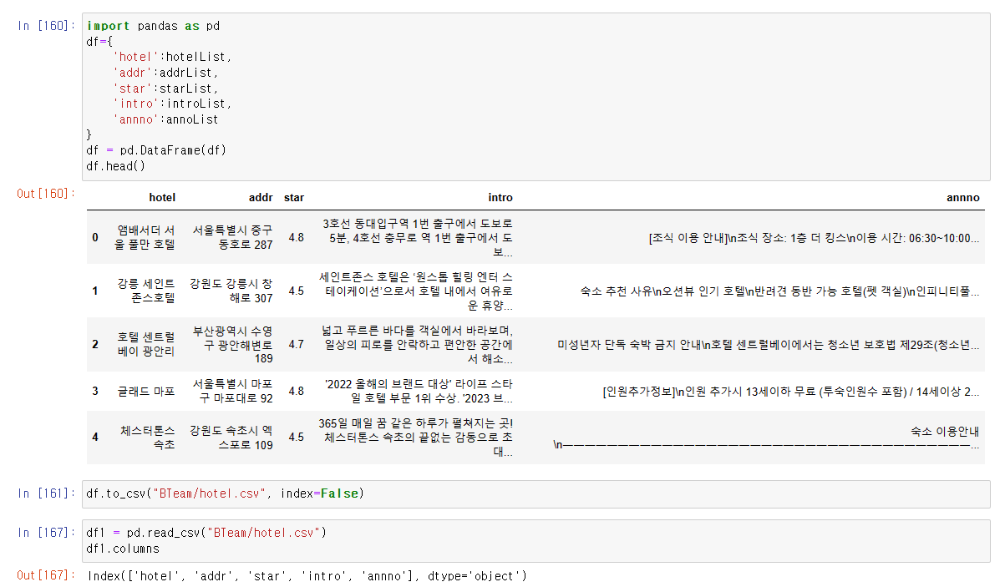 In [160]:
import pandas as pd
df={
'hotel':hotelList,
'addr':addrList,
'star':starList,
'intro':introList,
'annno':annoList
}
df = pd.DataFrame(df)
df.head()
Out[160]:
hotel addr star intro annno
0 앰배서더 서울 풀만 호텔 서울특별시 중구 동호로 287 4.8 3호선 동대입구역 1번 출구에서 도보로 5분, 4호선 충무로 역 1번 출구에서 도보... [조식 이용 안내]\n조식 장소: 1층 더 킹스\n이용 시간: 06:30~10:00...
1 강릉 세인트존스호텔 강원도 강릉시 창해로 307 4.5 세인트존스 호텔은 ‘원스톱 힐링 엔터 스테이케이션’으로서 호텔 내에서 여유로운 휴양... 숙소 추천 사유\n오션뷰 인기 호텔\n반려견 동반 가능 호텔(펫 객실)\n인피니티풀...
2 호텔 센트럴베이 광안리 부산광역시 수영구 광안해변로 189 4.7 넓고 푸르른 바다를 객실에서 바라보며, 일상의 피로를 안락하고 편안한 공간에서 해소... 미성년자 단독 숙박 금지 안내\n호텔 센트럴베이에서는 청소년 보호법 제29조(청소년...
3 글래드 마포 서울특별시 마포구 마포대로 92 4.8 '2022 올해의 브랜드 대상' 라이프 스타일 호텔 부문 1위 수상. '2023 브... [인원추가정보]\n인원 추가시 13세이하 무료 (투숙인원수 포함) / 14세이상 2...
4 체스터톤스 속초 강원도 속초시 엑스포로 109 4.5 365일 매일 꿈 같은 하루가 펼쳐지는 곳! 체스터톤스 속초의 끝없는 감동으로 초대... 숙소 이용안내 \n―――――――――――――――――――――――――――――――――――――...
In [161]:
df.to_csv("BTeam/hotel.csv", index=False)
In [167]:
df1 = pd.read_csv("BTeam/hotel.csv")
df1.columns
Out[167]:
Index(['hotel', 'addr', 'star', 'intro', 'annno'], dtype='object')